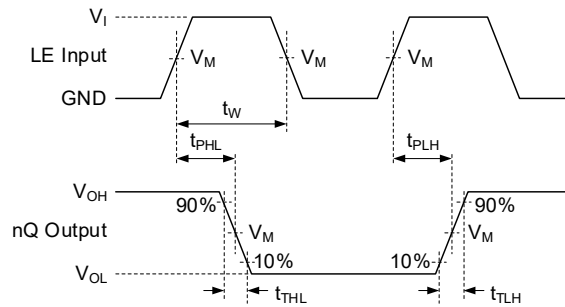 VI
LE Input
VM VM VM
GND
tW
tPHL tPLH
VOH
90% 90%
nQ Output
VM VM
10% 10%
VOL
tTHL tTLH